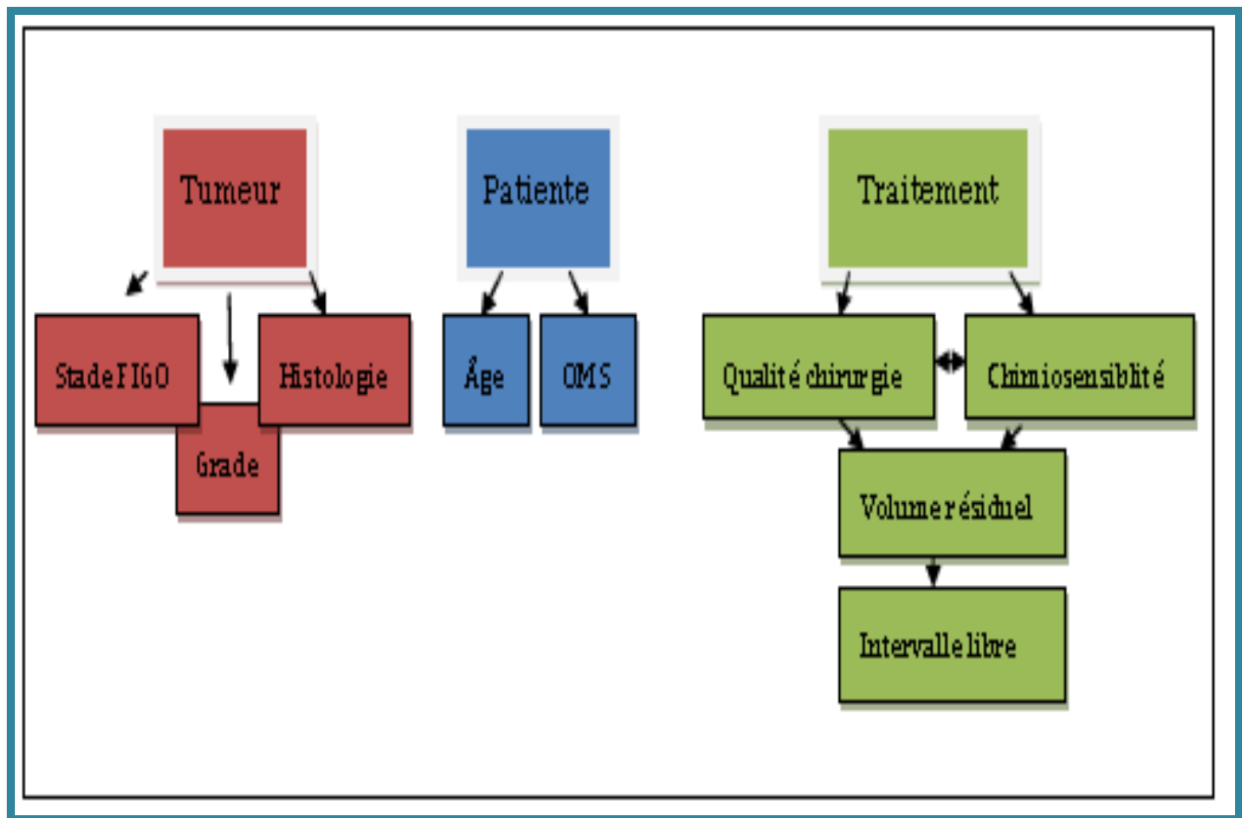 Tumeur
Patiente
Traitement
Stade FIGO
Histologie
Âge
OMS
Qualité chirurgie
Chimiosensiblité
Grade
Volume résiduel
Intervalle libre